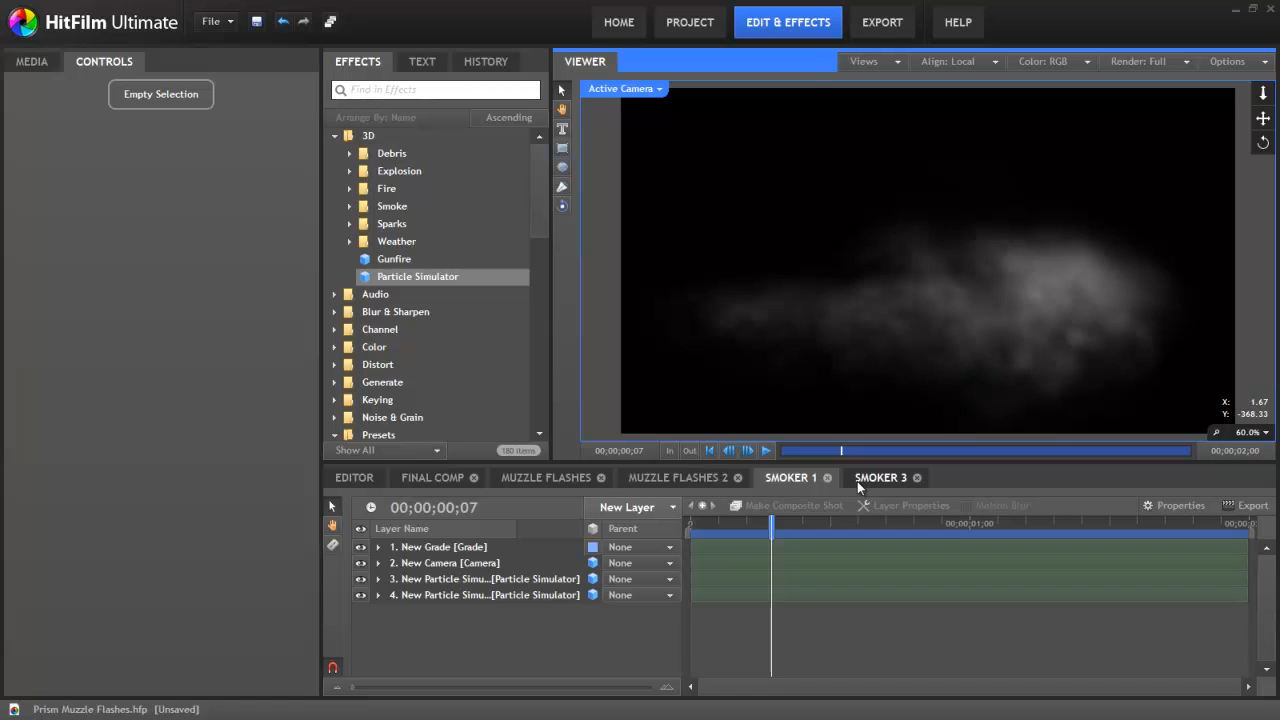 HitFilm Ultimate
File
HOME
PROJECT
EDIT & EFFECTS
EXPORT
HELP
MEDIA
CONTROLS
Empty Selection
EFFECTS
TEXT
HISTORY
Find in Effects
Arrange By: Name
Ascending
3D
Debris
Explosion
Fire
Smoke
Sparks
Weather
Gunfire
Particle Simulator
Audio
Blur & Sharpen
Channel
Color
Distort
Generate
Keying
Noise & Grain
Presets
Show All
180 items
VIEWER
Views
Align: Local
Color: RGB
Render: Full
Options
Active Camera
X: 1.67
Y: -368.33
60.0%
00;00;00;07
In
Out
00;00;02;00
EDITOR
FINAL COMP
MUZZLE FLASHES
MUZZLE FLASHES 2
SMOKER 1
SMOKER 3
00;00;00;07
New Layer
Make Composite Shot
Layer Properties
Motion Blur
Properties
Export
Layer Name
Parent
0
00;00;01;00
00;00;0
1. New Grade [Grade]
None
2. New Camera [Camera]
None
3. New Particle Simu...[Particle Simulator]
None
4. New Particle Simu...[Particle Simulator]
None
Prism Muzzle Flashes.hfp
[Unsaved]